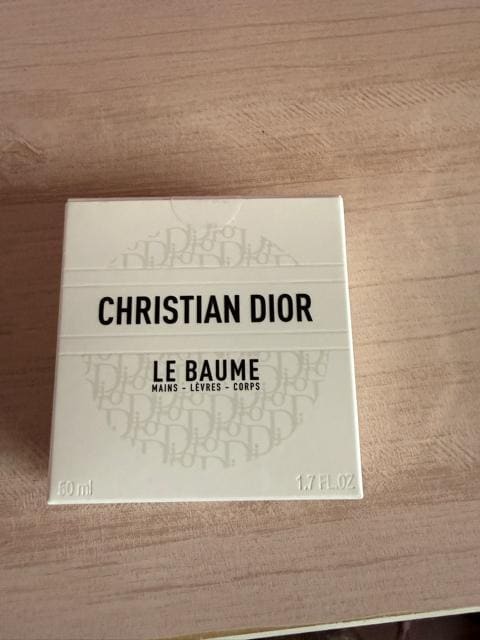 CHRISTIAN DIOR
LE BAUME
MAINS - LÈVRES - CORPS
50 ml
1.7 FL.OZ